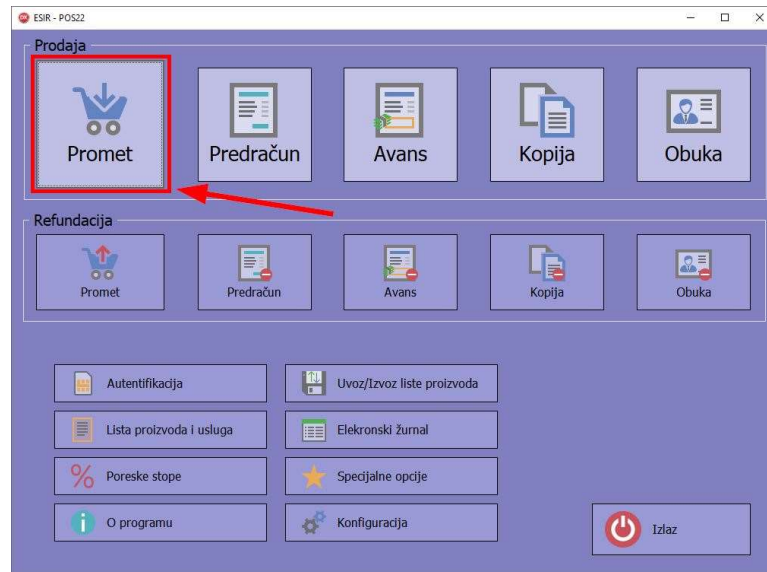 ESIR - POS22
Prodaja
Promet
Predračun
Avans
Kopija
Obuka
Refundacija
Promet
Predračun
Avans
Kopija
Obuka
Autentifikacija
Uvoz/Izvoz liste proizvoda
Lista proizvoda i usluga
Elekronski žurnal
% Poreske stope
Specijalne opcije
O programu
Konfiguracija
Izlaz